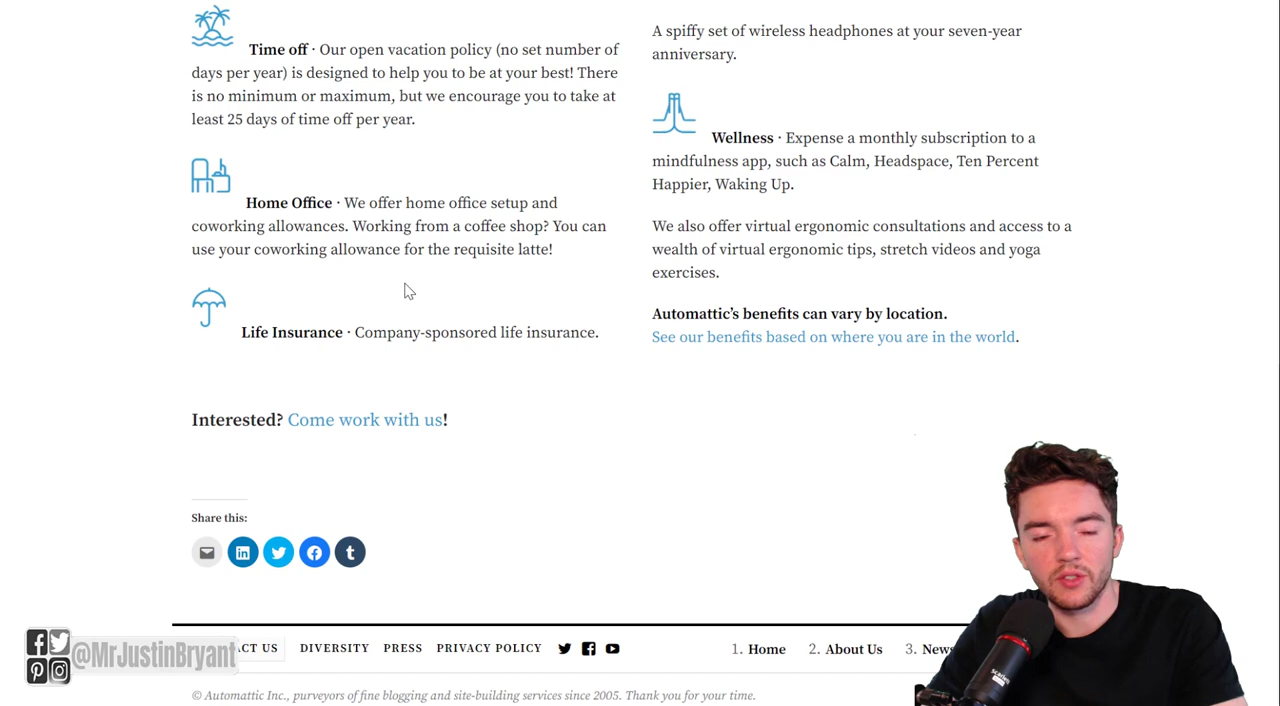 Time off · Our open vacation policy (no set number of
days per year) is designed to help you to be at your best! There
is no minimum or maximum, but we encourage you to take at
least 25 days of time off per year.
Home Office · We offer home office setup and
coworking allowances. Working from a coffee shop? You can
use your coworking allowance for the requisite latte!
Life Insurance · Company-sponsored life insurance.
A spiffy set of wireless headphones at your seven-year
anniversary.
Wellness · Expense a monthly subscription to a
mindfulness app, such as Calm, Headspace, Ten Percent
Happier, Waking Up.
We also offer virtual ergonomic consultations and access to a
wealth of virtual ergonomic tips, stretch videos and yoga
exercises.
Automattic’s benefits can vary by location.
See our benefits based on where you are in the world.
Interested? Come work with us!
Share this:
@MrJustinBryant
CT US DIVERSITY PRESS PRIVACY POLICY
1. Home 2. About Us 3. News
© Automattic Inc., purveyors of fine blogging and site-building services since 2005. Thank you for your time.